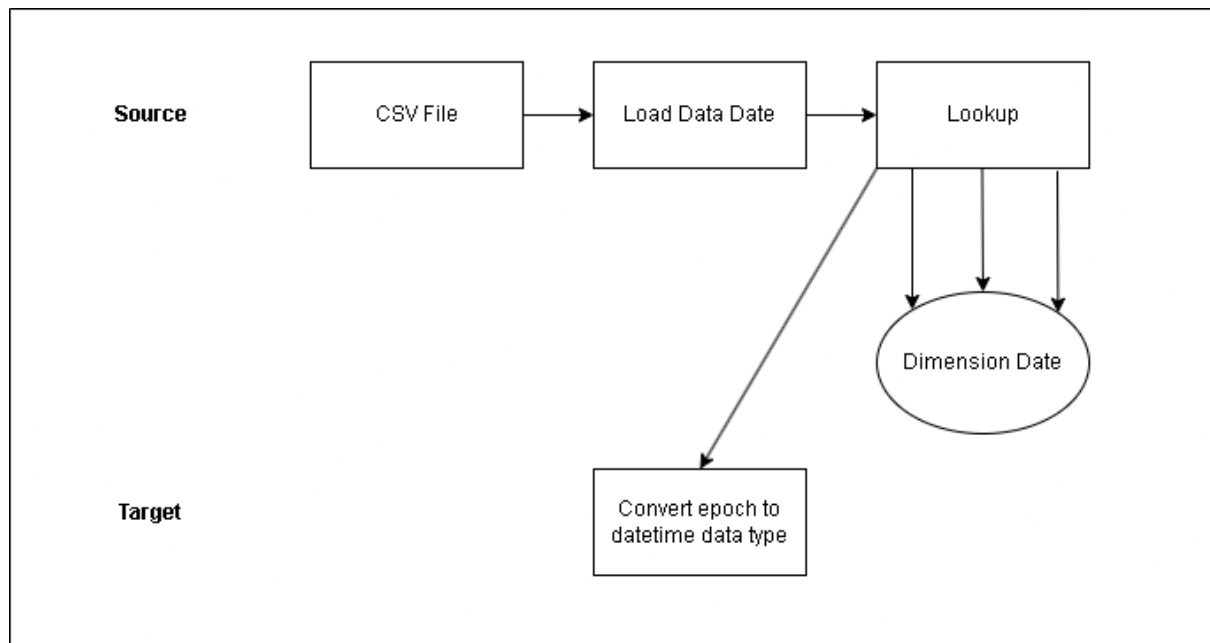 Source
CSV File
Load Data Date
Lookup
Dimension Date
Target
Convert epoch to
datetime data type